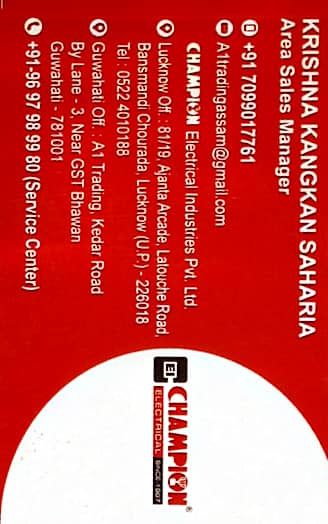 KRISHNA KANGKAN SAHARIA
Area Sales Manager
+91 7099017761
A1tradingassam@gmail.com
CHAMPION Electrical Industries Pvt. Ltd.
Lucknow Off. : 81/19, Ajanta Arcade, Latouche Road,
Bansmandi Chourada, Lucknow (U.P.) - 226018
Tel : 0522 4010188
Guwahati Off. : A1 Trading, Kedar Road
By Lane - 3, Near GST Bhawan
Guwahati - 781001
+91-96 97 98 99 80 (Service Center)
CEI CHAMPION®
ELECTRICAL SINCE-1967